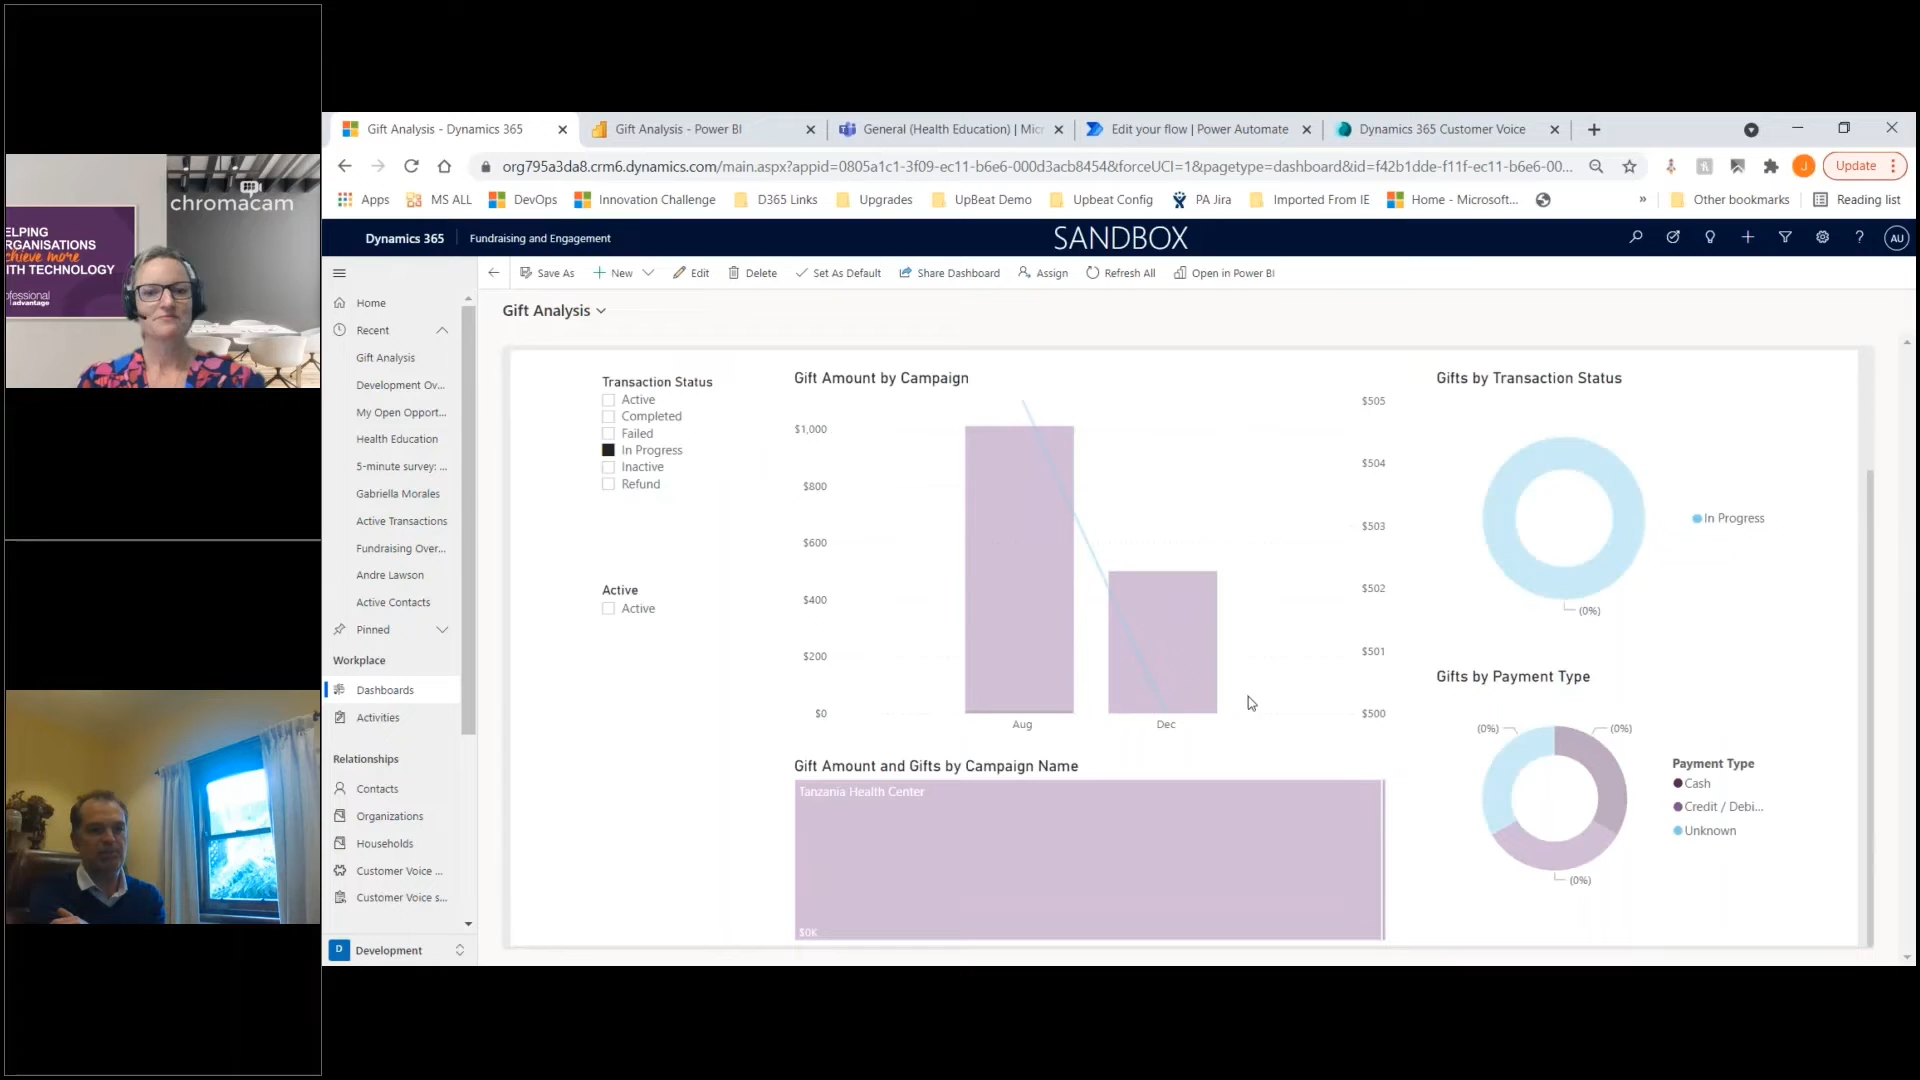 chromacam
ELPING
RGANISATIONS
achieve more
ITH TECHNOLOGY
ofessional
advantage
Gift Analysis - Dynamics 365
Gift Analysis - Power BI
General (Health Education) | Mic
Edit your flow | Power Automate
Dynamics 365 Customer Voice
org795a3da8.crm6.dynamics.com/main.aspx?appid=0805a1c1-3f09-ec11-b6e6-000d3acb8454&forceUCI=1&pagetype=dashboard&id=f42b1dde-f11f-ec11-b6e6-00...
J
Update
Apps
MS ALL
DevOps
Innovation Challenge
D365 Links
Upgrades
UpBeat Demo
Upbeat Config
PA Jira
Imported From IE
Home - Microsoft...
»
Other bookmarks
Reading list
Dynamics 365
Fundraising and Engagement
SANDBOX
AU
Save As
New
Edit
Delete
Set As Default
Share Dashboard
Assign
Refresh All
Open in Power BI
Home
Recent
Gift Analysis
Development Ov...
My Open Opport...
Health Education
5-minute survey: ...
Gabriella Morales
Active Transactions
Fundraising Over...
Andre Lawson
Active Contacts
Pinned
Workplace
Dashboards
Activities
Relationships
Contacts
Organizations
Households
Customer Voice ...
Customer Voice s...
D Development
Gift Analysis
Transaction Status
Active
Completed
Failed
In Progress
Inactive
Refund
Active
Active
Gift Amount by Campaign
$1,000
$800
$600
$400
$200
$0
$505
$504
$503
$502
$501
$500
Aug
Dec
Gift Amount and Gifts by Campaign Name
Tanzania Health Center
$0K
Gifts by Transaction Status
In Progress
(0%)
Gifts by Payment Type
(0%)
(0%)
(0%)
Payment Type
Cash
Credit / Debi...
Unknown